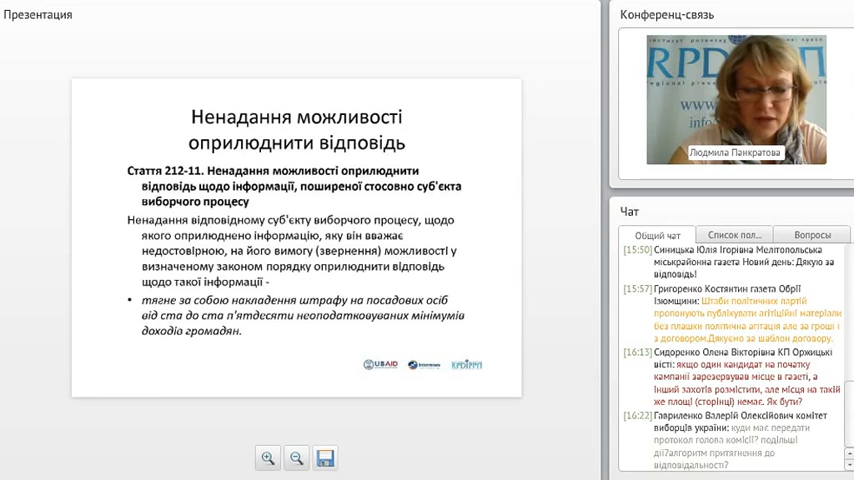 Презентация
Ненадання можливості
оприлюднити відповідь
Стаття 212-11. Ненадання можливості оприлюднити
відповідь щодо інформації, поширеної стосовно суб'єкта
виборчого процесу
Ненадання відповідному суб'єкту виборчого процесу, щодо
якого оприлюднено інформацію, яку він вважає
недостовірною, на його вимогу (звернення) можливості у
визначеному законом порядку оприлюднити відповідь
щодо такої інформації -
• тягне за собою накладення штрафу на посадових осіб
від ста до ста п'ятдесяти неоподатковуваних мінімумів
доходів громадян.
USAID
Internews
Конференц-связь
www
info
Людмила Панкратова
Чат
Общий чат
Список пол...
Вопросы
[15:50] Синицька Юлія Ігорівна Мелітопольська
міськрайонна газета Новий день: Дякую за
відповідь!
[15:57] Григоренко Костянтин газета Обрії
Ізюмщини: Штаби політичних партій
пропонують публікувати агітіційні матеріали
без плашки політична агітація але за гроші і
з договором.Дякуємо за шаблон договору.
[16:13] Сидоренко Олена Вікторівна КП Оржицькі
вісті: якщо один кандидат на початку
кампанії зарезервував місце в газеті, а
інший захотів розмістити, але місця на такій
же площі (сторінці) немає. Як бути?
[16:22] Гавриленко Валерій Олексійович комітет
виборців україни: куди має передати
протокол голова комісії? подільші
дії?алгоритм притягнення до
відповідальності?